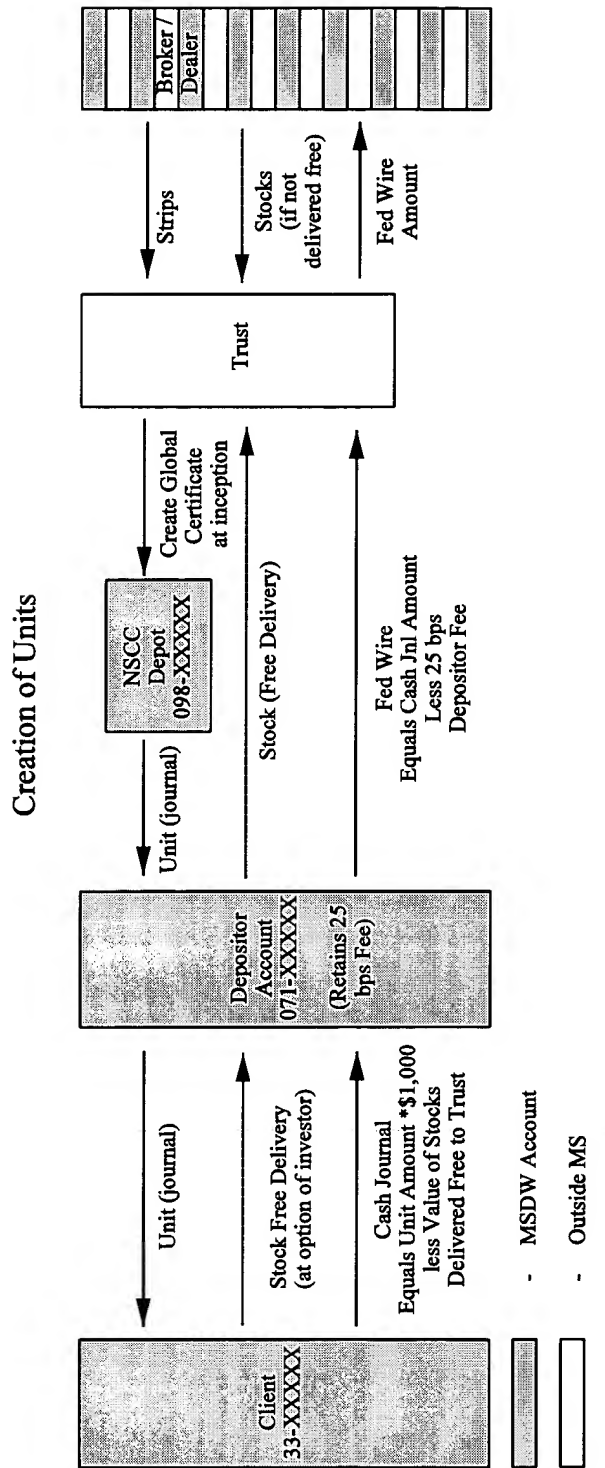 Creation of Units
Client
33-XXXXX
Unit (journal)
Stock Free Delivery
(at option of investor)
Cash Journal
Equals Unit Amount *$1,000
less Value of Stocks
Delivered Free to Trust
Depositor
Account
071-XXXXX
(Retains 25
bps Fee)
Unit (journal)
NSCC
Depot
098-XXXXX
Create Global
Certificate
at inception
Stock (Free Delivery)
Fed Wire
Equals Cash Jnl Amount
Less 25 bps
Depositor Fee
Trust
Strips
Stocks
(if not
delivered free)
Fed Wire
Amount
Broker /
Dealer
- MSDW Account
- Outside MS